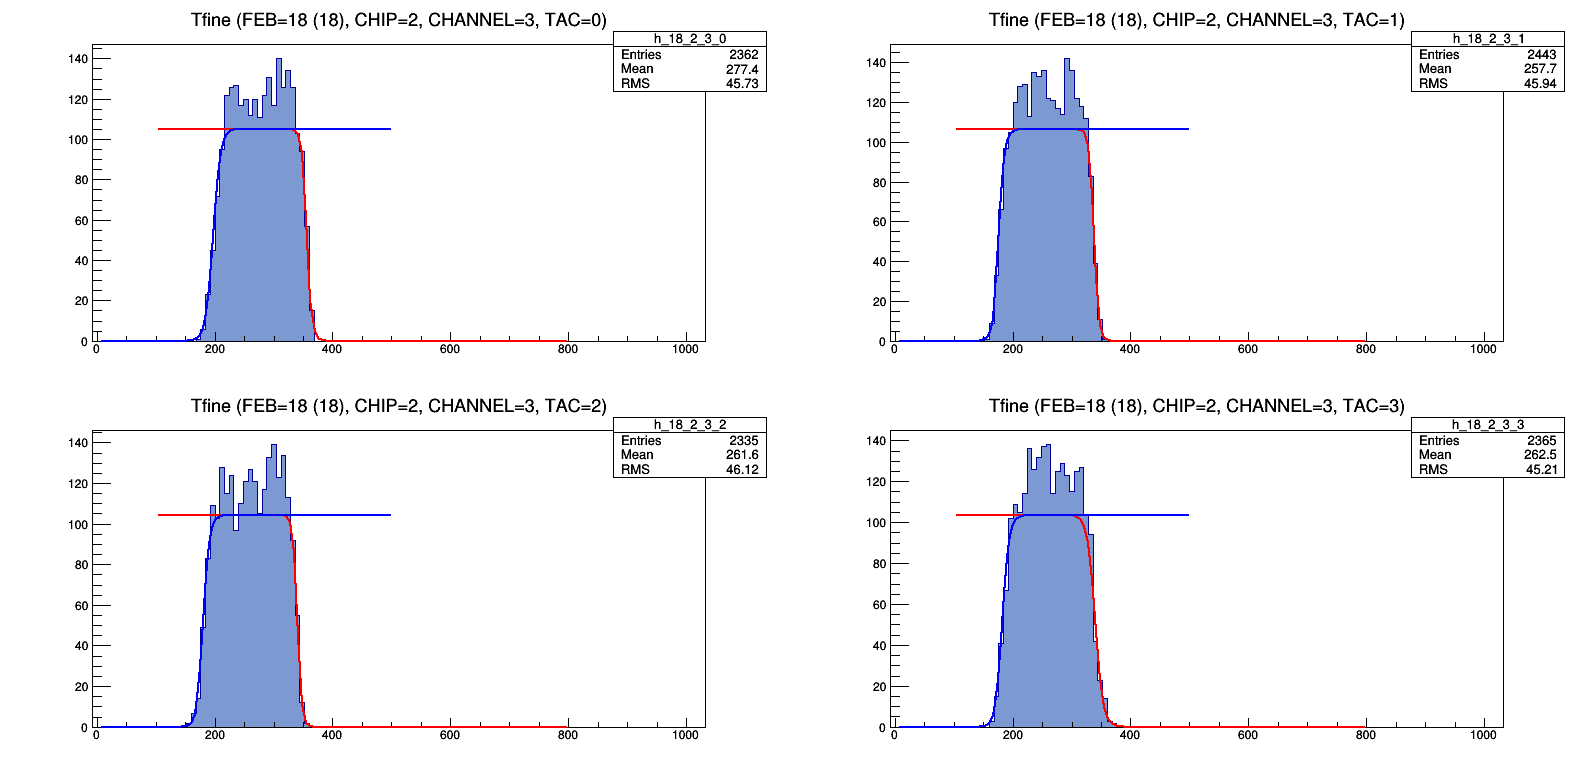 Tfine (FEB=18 (18), CHIP=2, CHANNEL=3, TAC=0)
h_18_2_3_0
Entries 2362
Mean 277.4
RMS 45.73
140
120
100
80
60
40
20
0
0 200 400 600 800 1000
Tfine (FEB=18 (18), CHIP=2, CHANNEL=3, TAC=1)
h_18_2_3_1
Entries 2443
Mean 257.7
RMS 45.94
140
120
100
80
60
40
20
0
0 200 400 600 800 1000
Tfine (FEB=18 (18), CHIP=2, CHANNEL=3, TAC=2)
h_18_2_3_2
Entries 2335
Mean 261.6
RMS 46.12
140
120
100
80
60
40
20
0
0 200 400 600 800 1000
Tfine (FEB=18 (18), CHIP=2, CHANNEL=3, TAC=3)
h_18_2_3_3
Entries 2365
Mean 262.5
RMS 45.21
140
120
100
80
60
40
20
0
0 200 400 600 800 1000